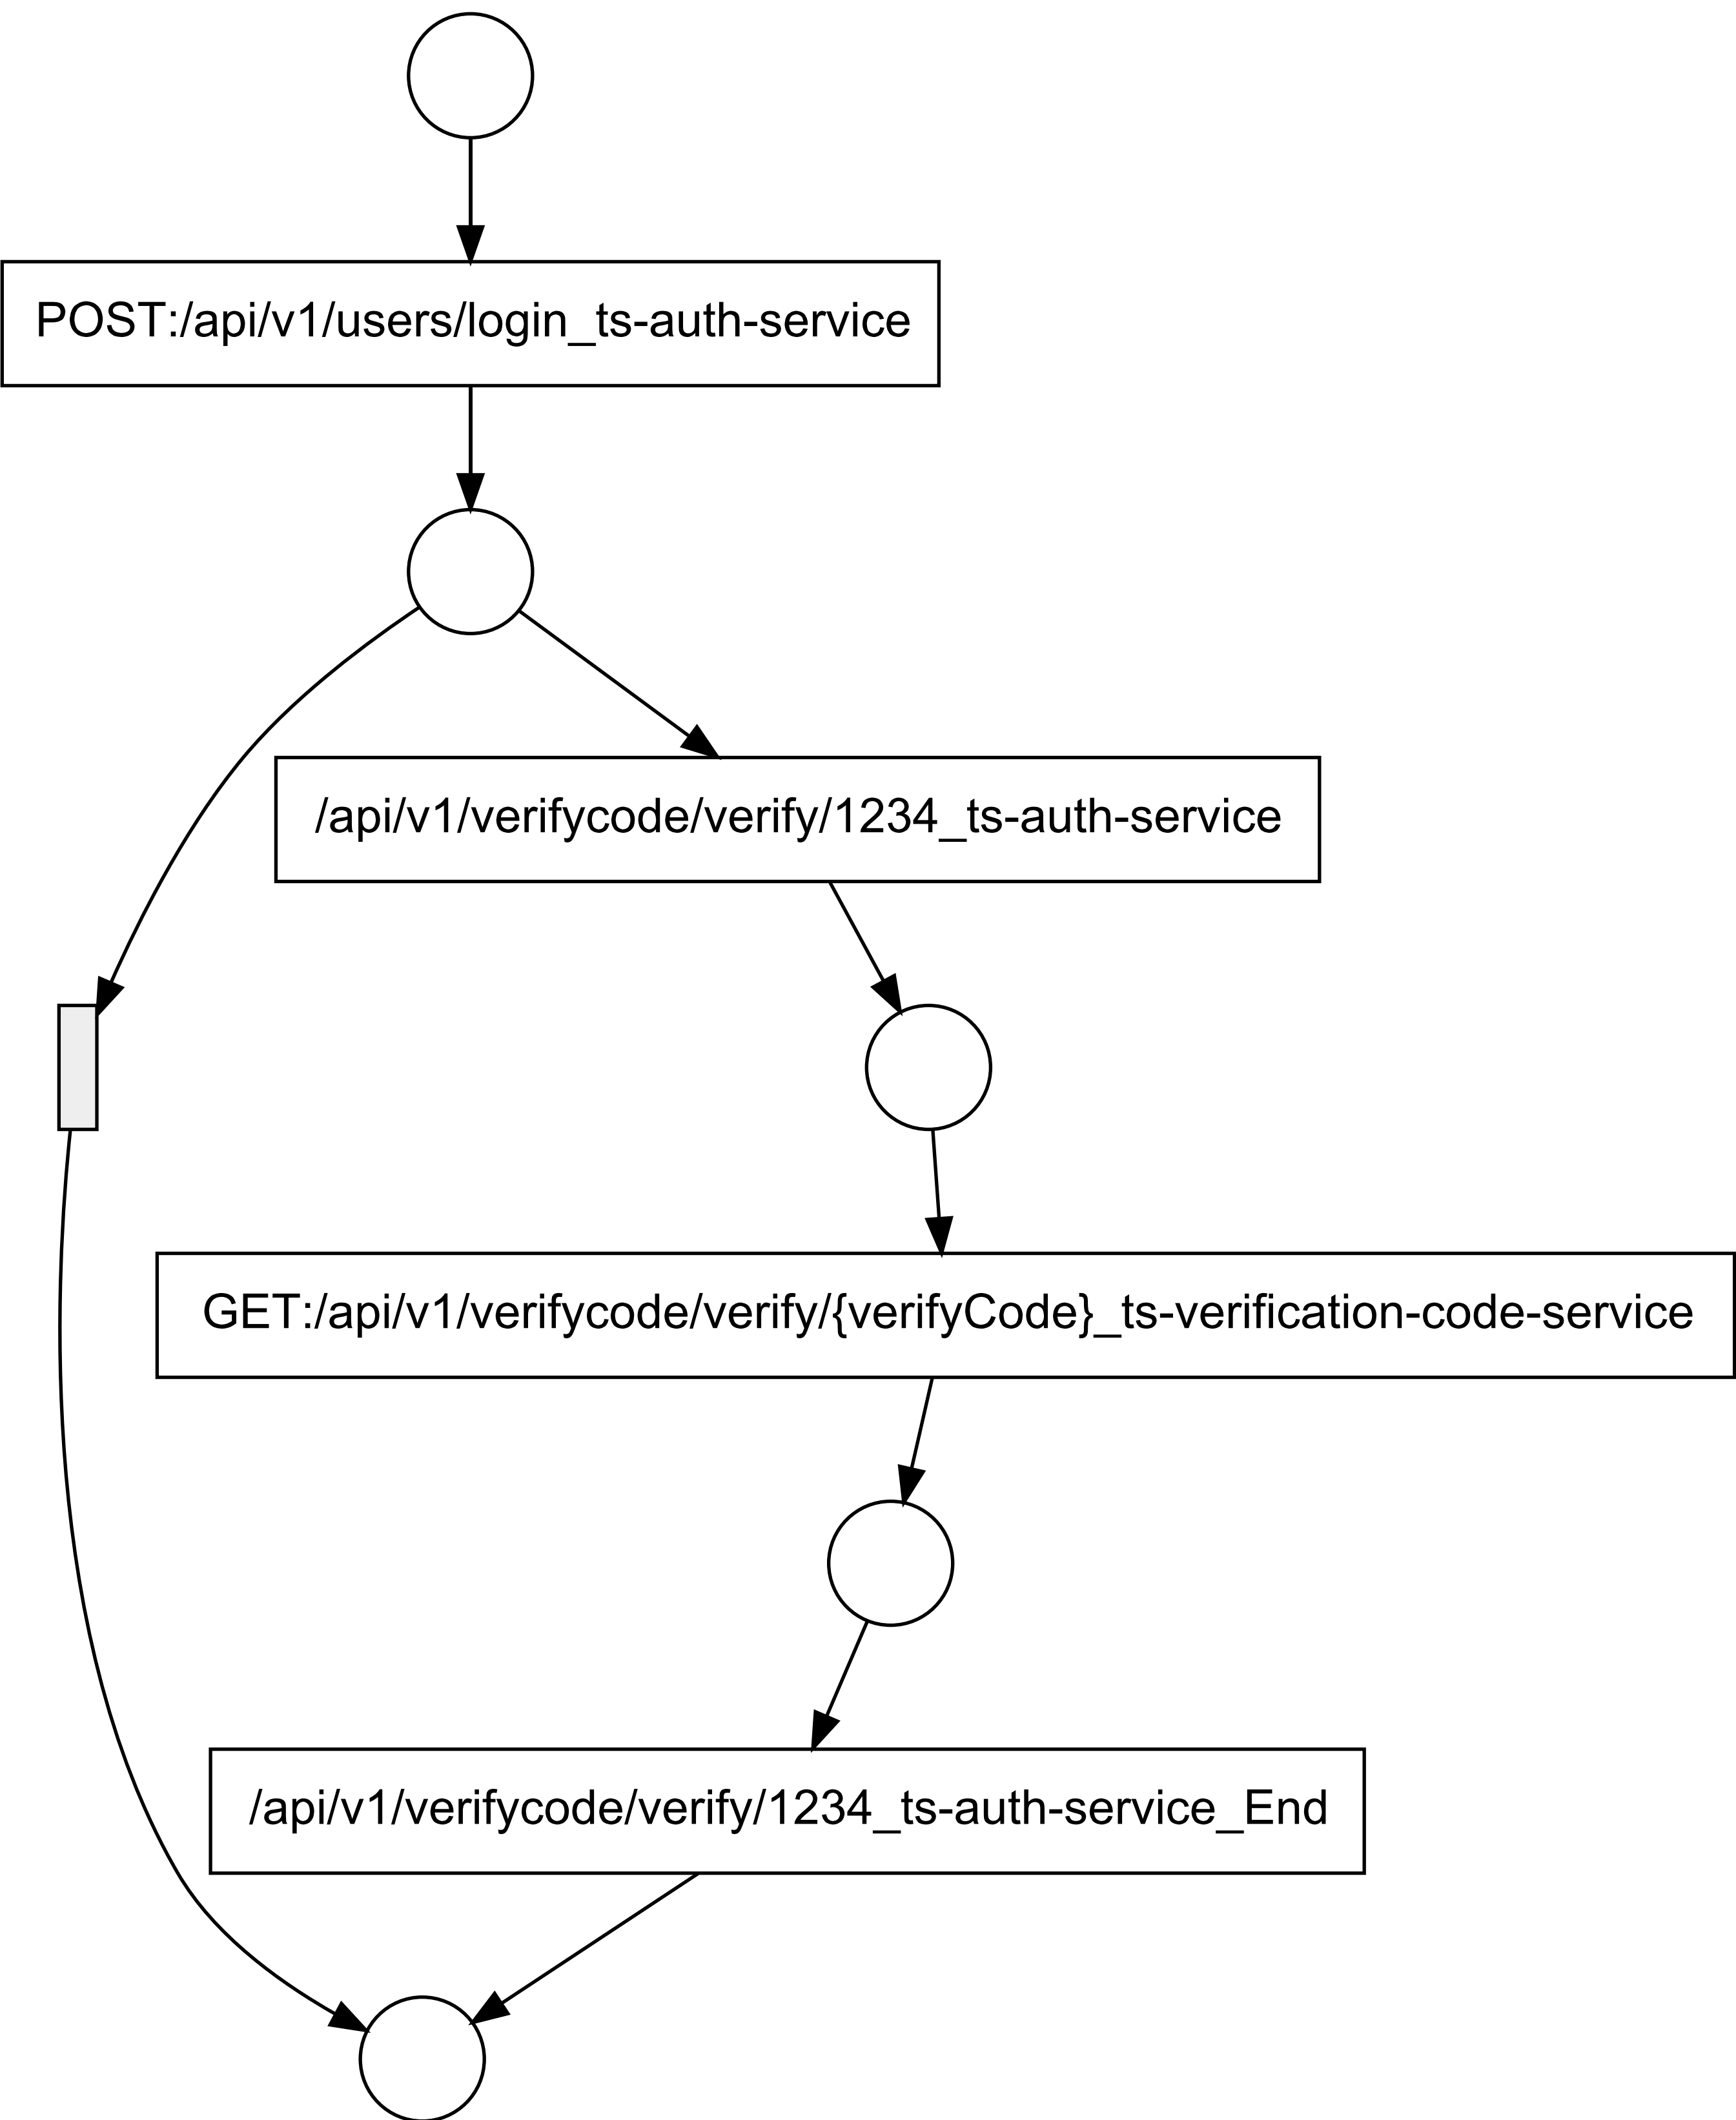 POST:/api/v1/users/login_ts-auth-service
/api/v1/verifycode/verify/1234_ts-auth-service
GET:/api/v1/verifycode/verify//{verifyCode}_ts-verification-code-service
/api/v1/verifycode/verify/1234_ts-auth-service_End